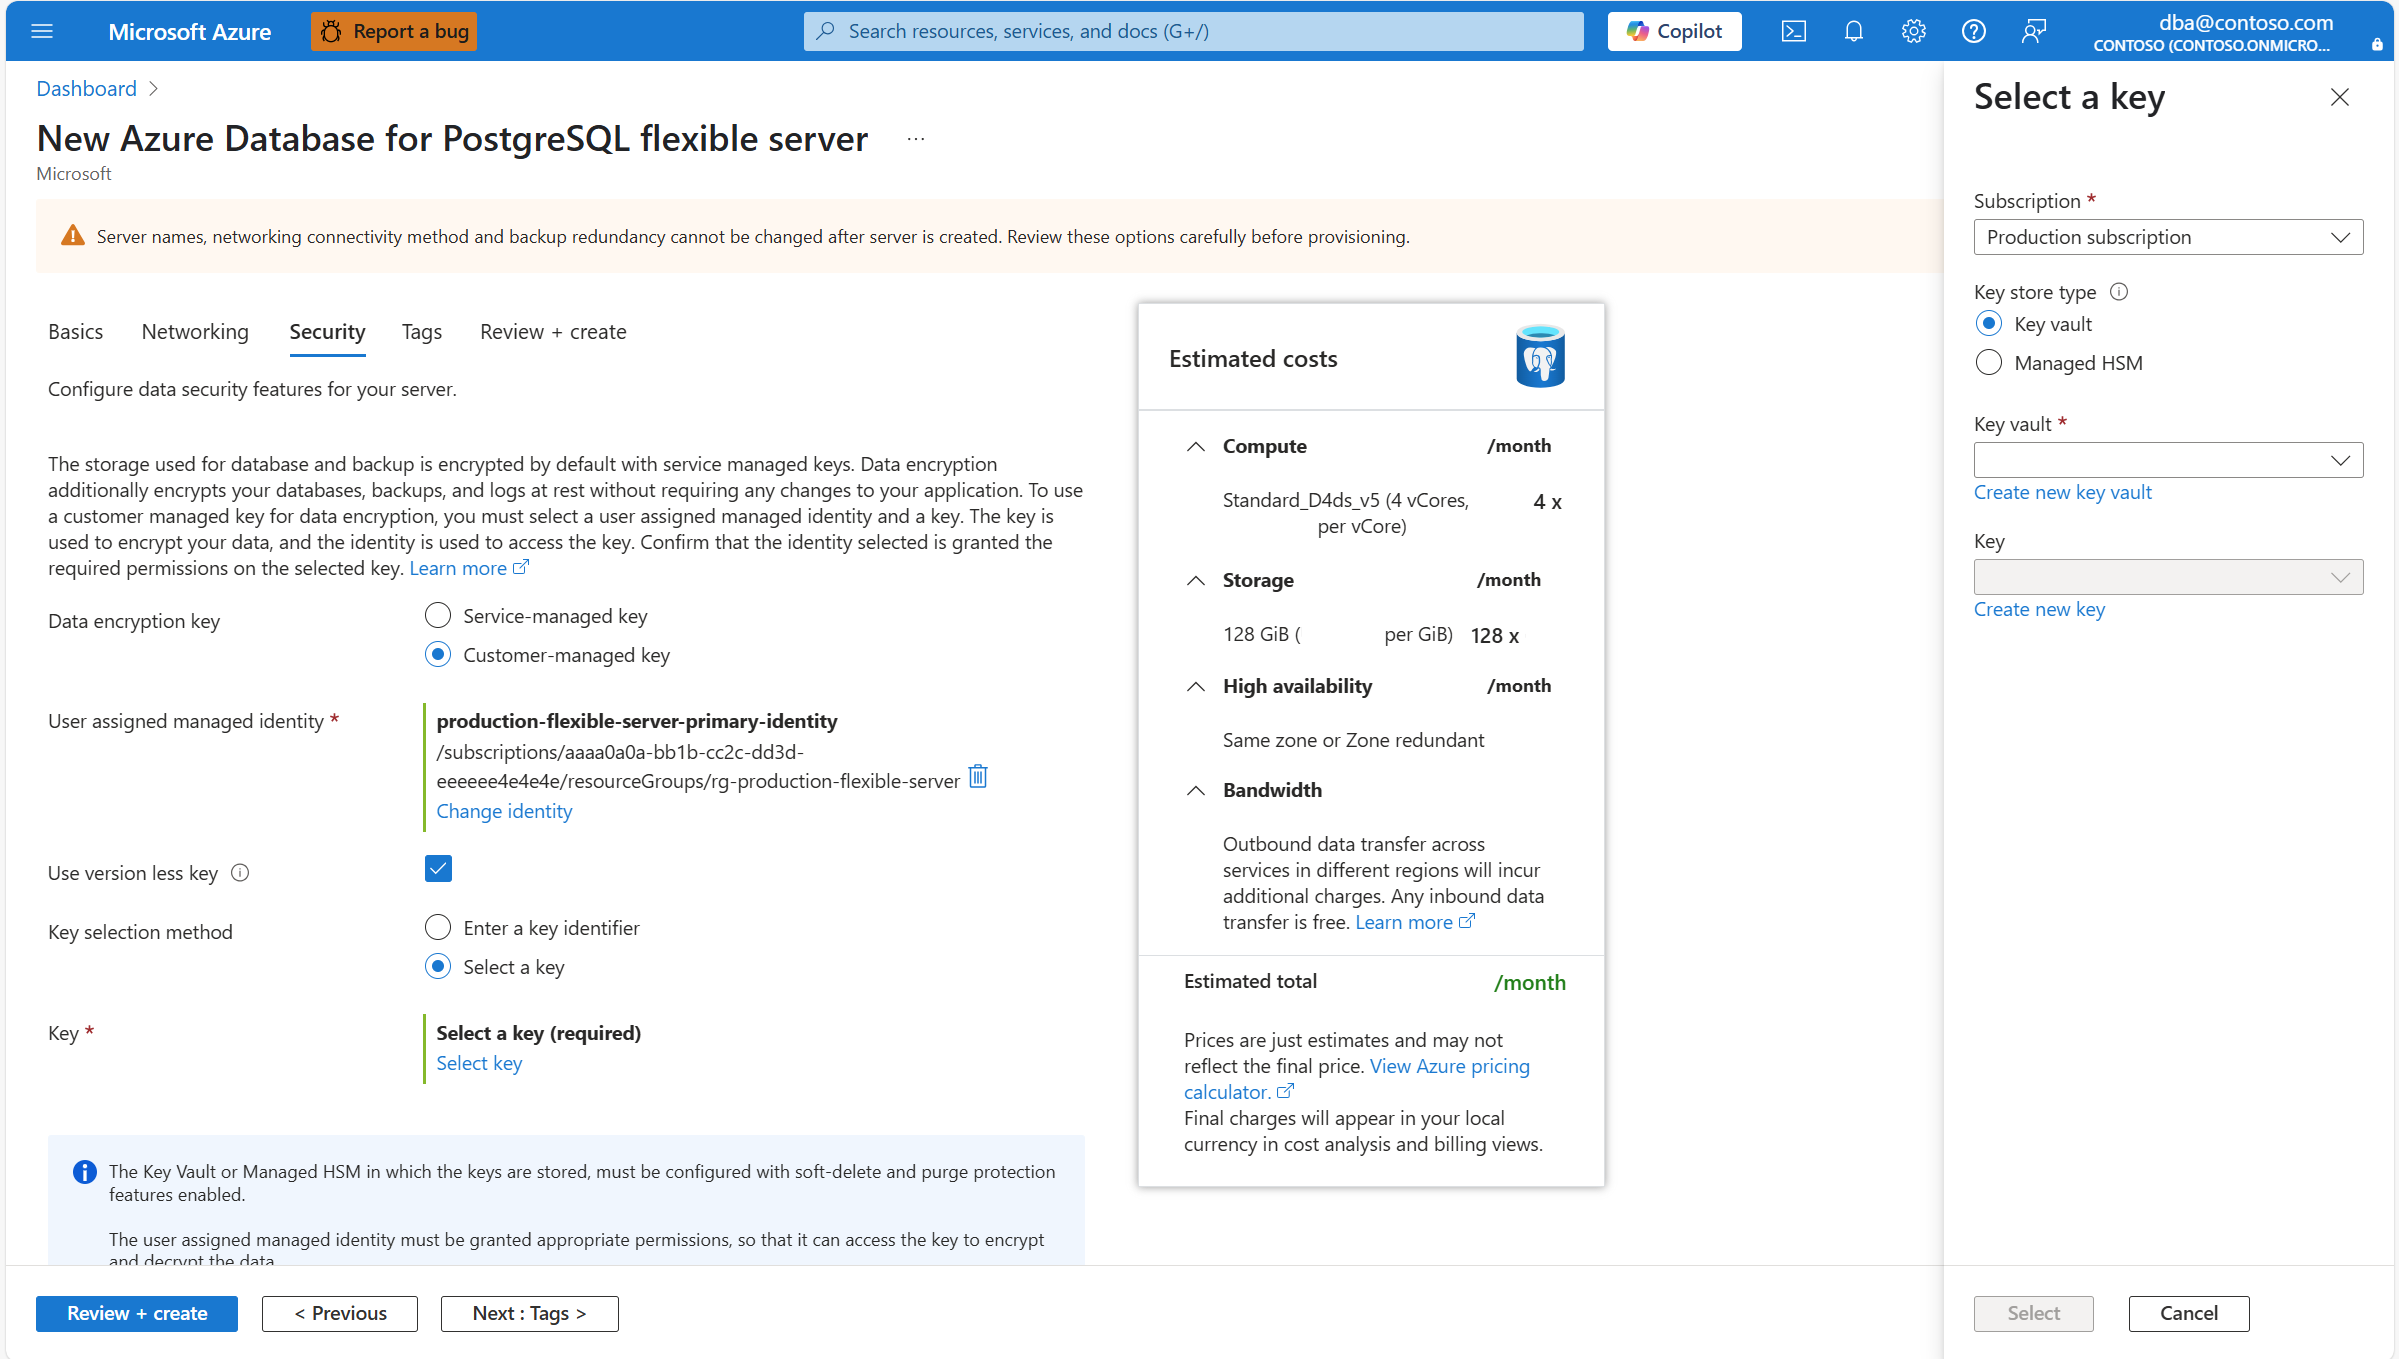 Microsoft Azure
Report a bug
Search resources, services, and docs (G+/)
Copilot
dba@contoso.com
CONTOSO (CONTOSO.ONMICRO...
Dashboard
New Azure Database for PostgreSQL flexible server ...
Microsoft
Server names, networking connectivity method and backup redundancy cannot be changed after server is created. Review these options carefully before provisioning.
Basics
Networking
Security
Tags
Review + create
Configure data security features for your server.
The storage used for database and backup is encrypted by default with service managed keys. Data encryption
additionally encrypts your databases, backups, and logs at rest without requiring any changes to your application. To use
a customer managed key for data encryption, you must select a user assigned managed identity and a key. The key is
used to encrypt your data, and the identity is used to access the key. Confirm that the identity selected is granted the
required permissions on the selected key. Learn more
Data encryption key
Service-managed key
Customer-managed key
User assigned managed identity *
production-flexible-server-primary-identity
/subscriptions/aaaa0a0a-bb1b-cc2c-dd3d-
eeeeee4e4e4e/resourceGroups/rg-production-flexible-server
Change identity
Use version less key
Key selection method
Enter a key identifier
Select a key
Key *
Select a key (required)
Select key
The Key Vault or Managed HSM in which the keys are stored, must be configured with soft-delete and purge protection
features enabled.
The user assigned managed identity must be granted appropriate permissions, so that it can access the key to encrypt
and decrypt the data.
Review + create
< Previous
Next : Tags >
Estimated costs
Compute /month
Standard_D4ds_v5 (4 vCores, 4 x
per vCore)
Storage /month
128 GiB ( per GiB) 128 x
High availability /month
Same zone or Zone redundant
Bandwidth
Outbound data transfer across
services in different regions will incur
additional charges. Any inbound data
transfer is free. Learn more
Estimated total /month
Prices are just estimates and may not
reflect the final price. View Azure pricing
calculator.
Final charges will appear in your local
currency in cost analysis and billing views.
Select a key
Subscription *
Production subscription
Key store type
Key vault
Managed HSM
Key vault *
Create new key vault
Key
Create new key
Select
Cancel